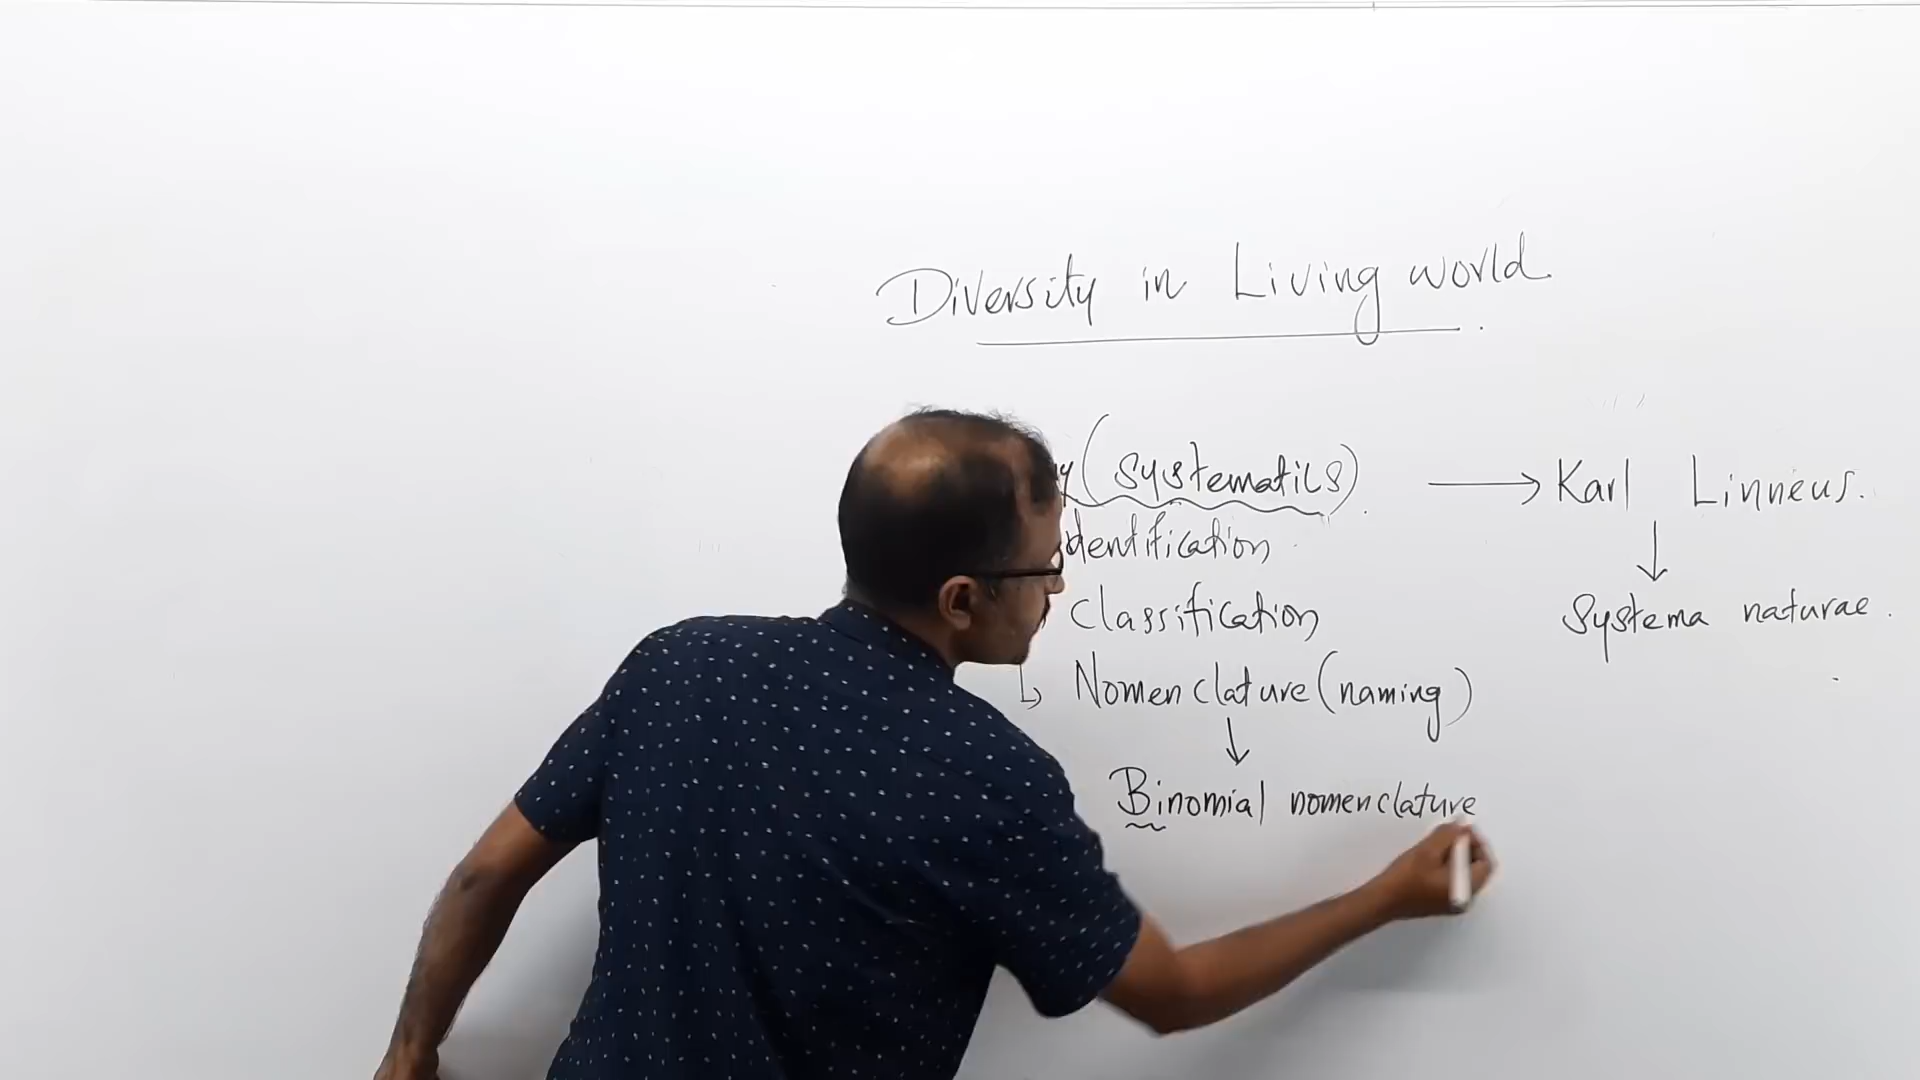 Diversity in Living world
(systematics) → Karl Linneus.
dentification
Classification
Systema naturae.
Nomenclature (naming)
Binomial nomenclature